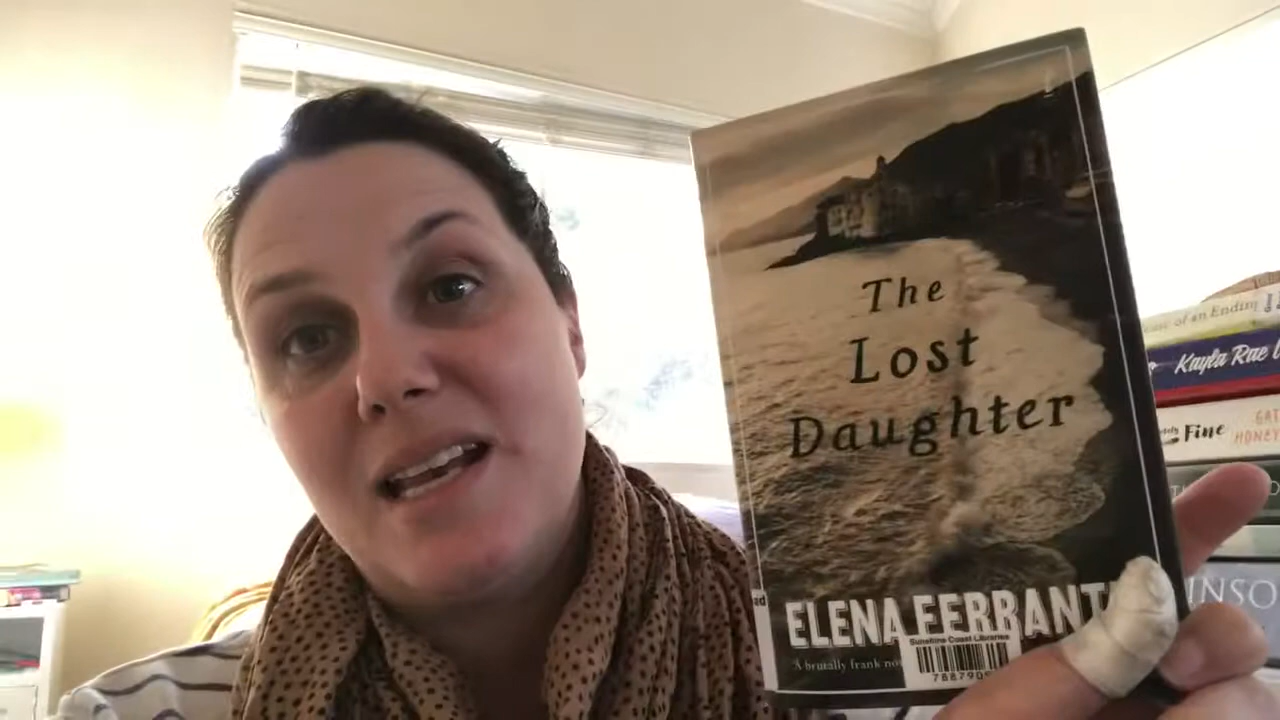 The
Lost
Daughter
ELENA FERRANT
Sunshine Coast Libraries
A brutally frank no
of an Ending
Kayla Rae
Fine
HONEY
INSO